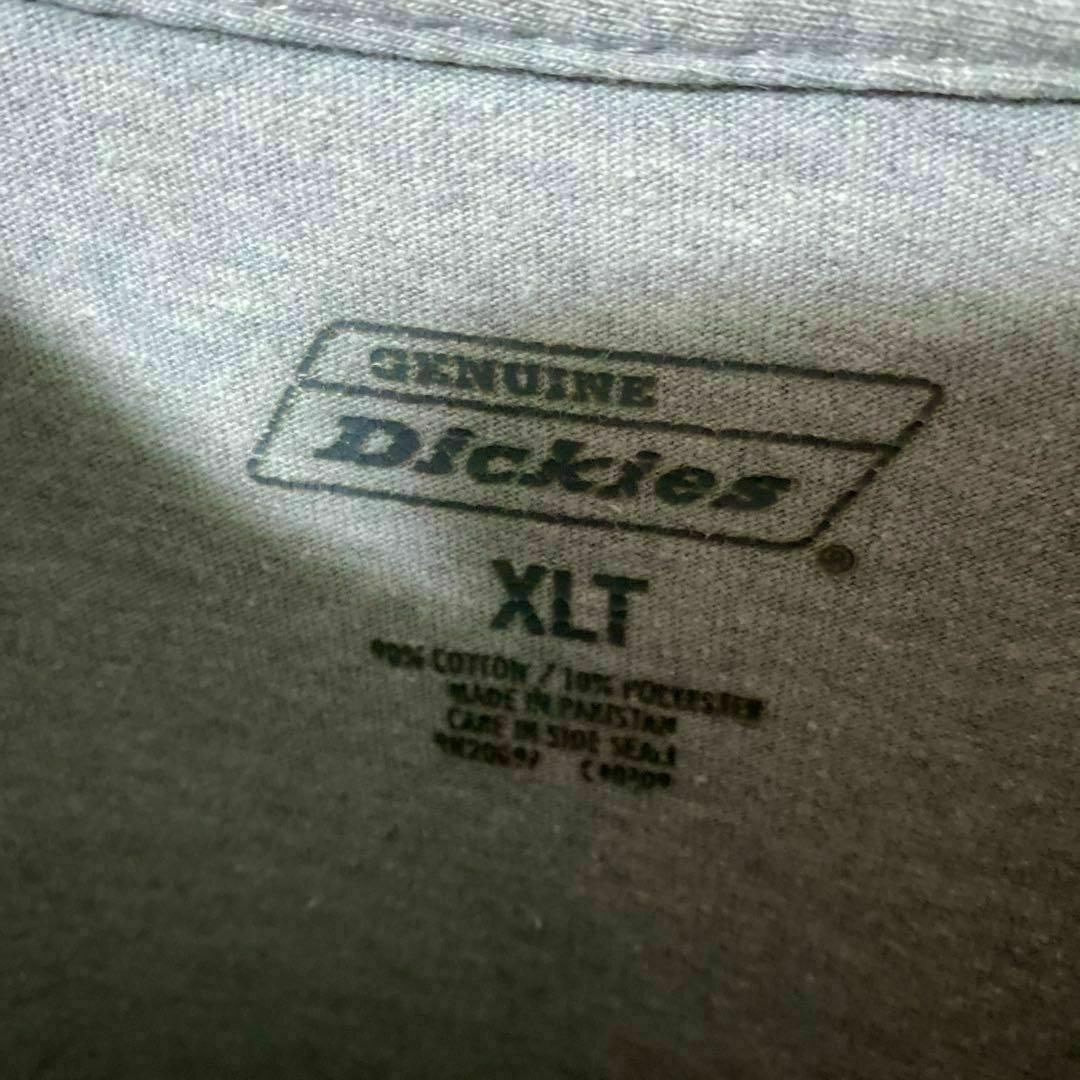 GENUINE
Dickies
XLT
90% COTTON / 10% POLYESTER
MADE IN PAKISTAN
CARE IN SIDE SEAM